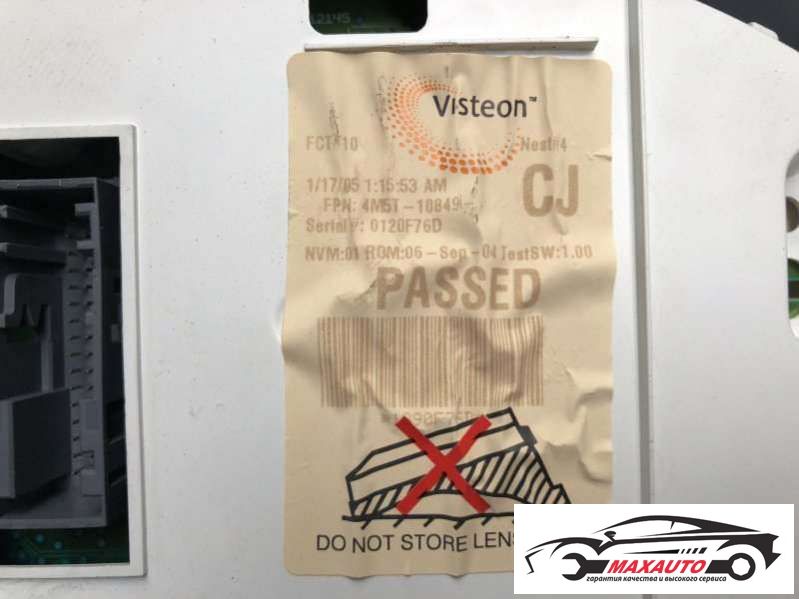 12145
Visteon™
FCT#10 Nest#4
1/17/05 1:15:53 AM
CJ
FPN: 4M5T-10849-
Serial#: 0120F76D
NVM:01 ROM:06-Sep-04 TestSW:1.00
PASSED
DO NOT STORE LENS
MAXAUTO
гарантия качества и высокого сервиса